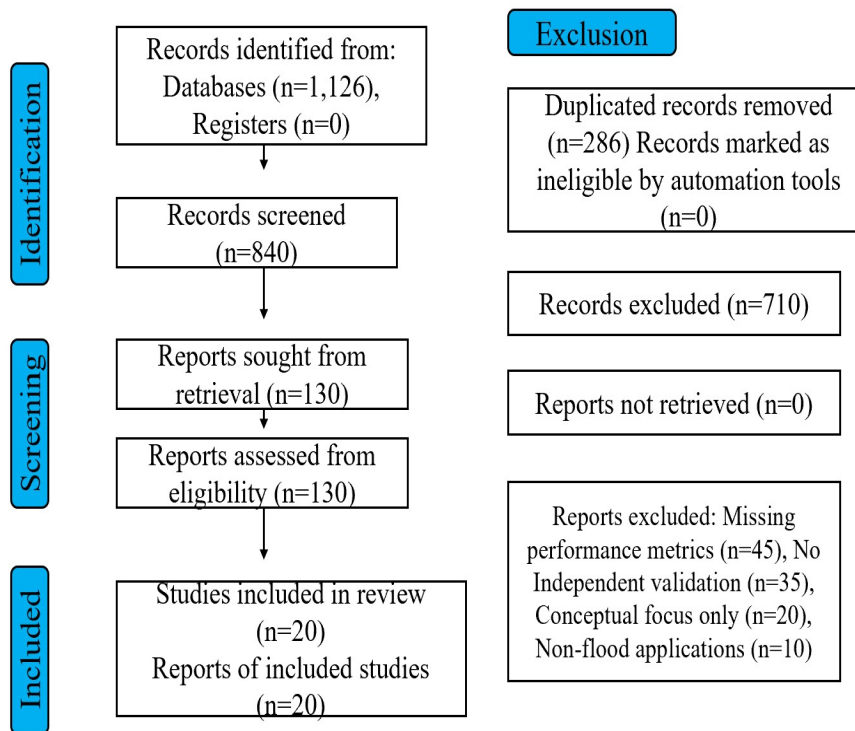 Identification
Records identified from:
Databases (n=1,126),
Registers (n=0)
Records screened
(n=840)
Screening
Reports sought from
retrieval (n=130)
Reports assessed from
eligibility (n=130)
Included
Studies included in review
(n=20)
Reports of included studies
(n=20)
Exclusion
Duplicated records removed
(n=286) Records marked as
ineligible by automation tools
(n=0)
Records excluded (n=710)
Reports not retrieved (n=0)
Reports excluded: Missing
performance metrics (n=45), No
Independent validation (n=35),
Conceptual focus only (n=20),
Non-flood applications (n=10)